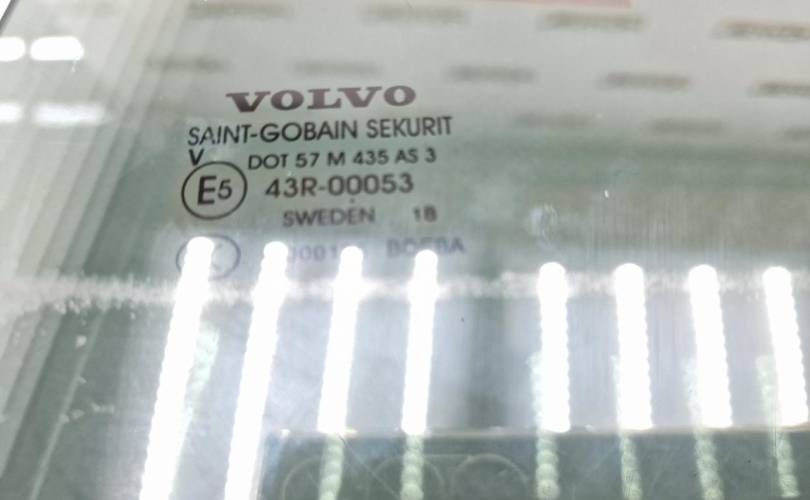 VOLVO
SAINT-GOBAIN SEKURIT
V DOT 57 M 435 AS 3
E5 43R-00053
SWEDEN 18
K